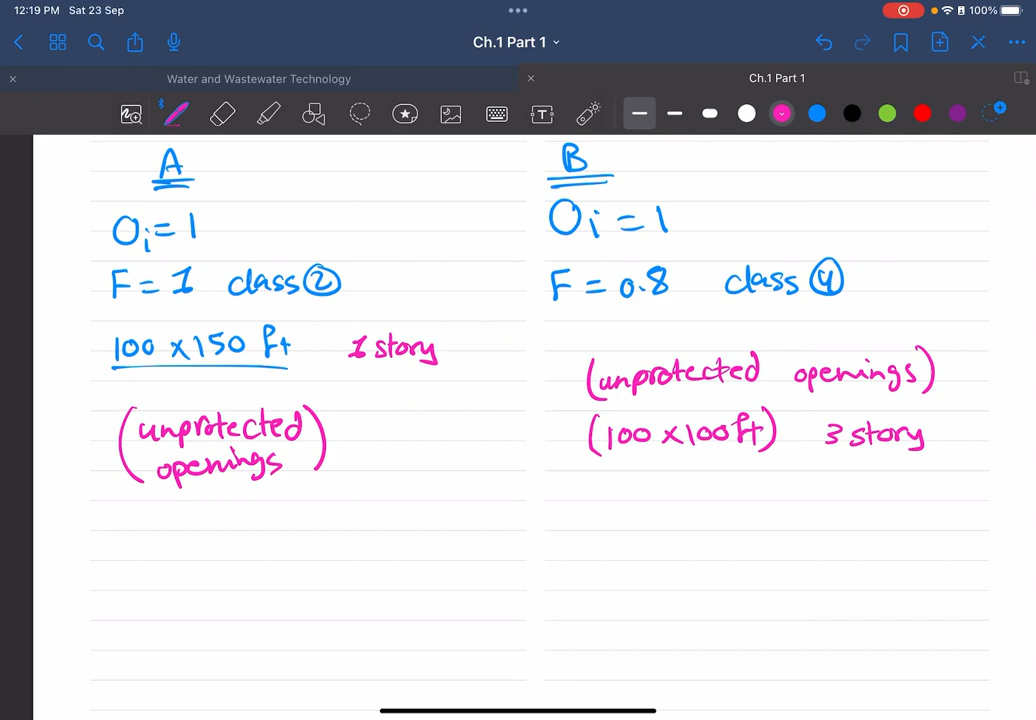 12:19 PM Sat 23 Sep
100%
Ch.1 Part 1
Water and Wastewater Technology
Ch.1 Part 1
A
Oi = 1
F = 1 class 2
100 x 150 ft 1 story
(unprotected
openings)
B
Oi = 1
F = 0.8 class 4
(unprotected openings)
(100 x 100 ft) 3 story